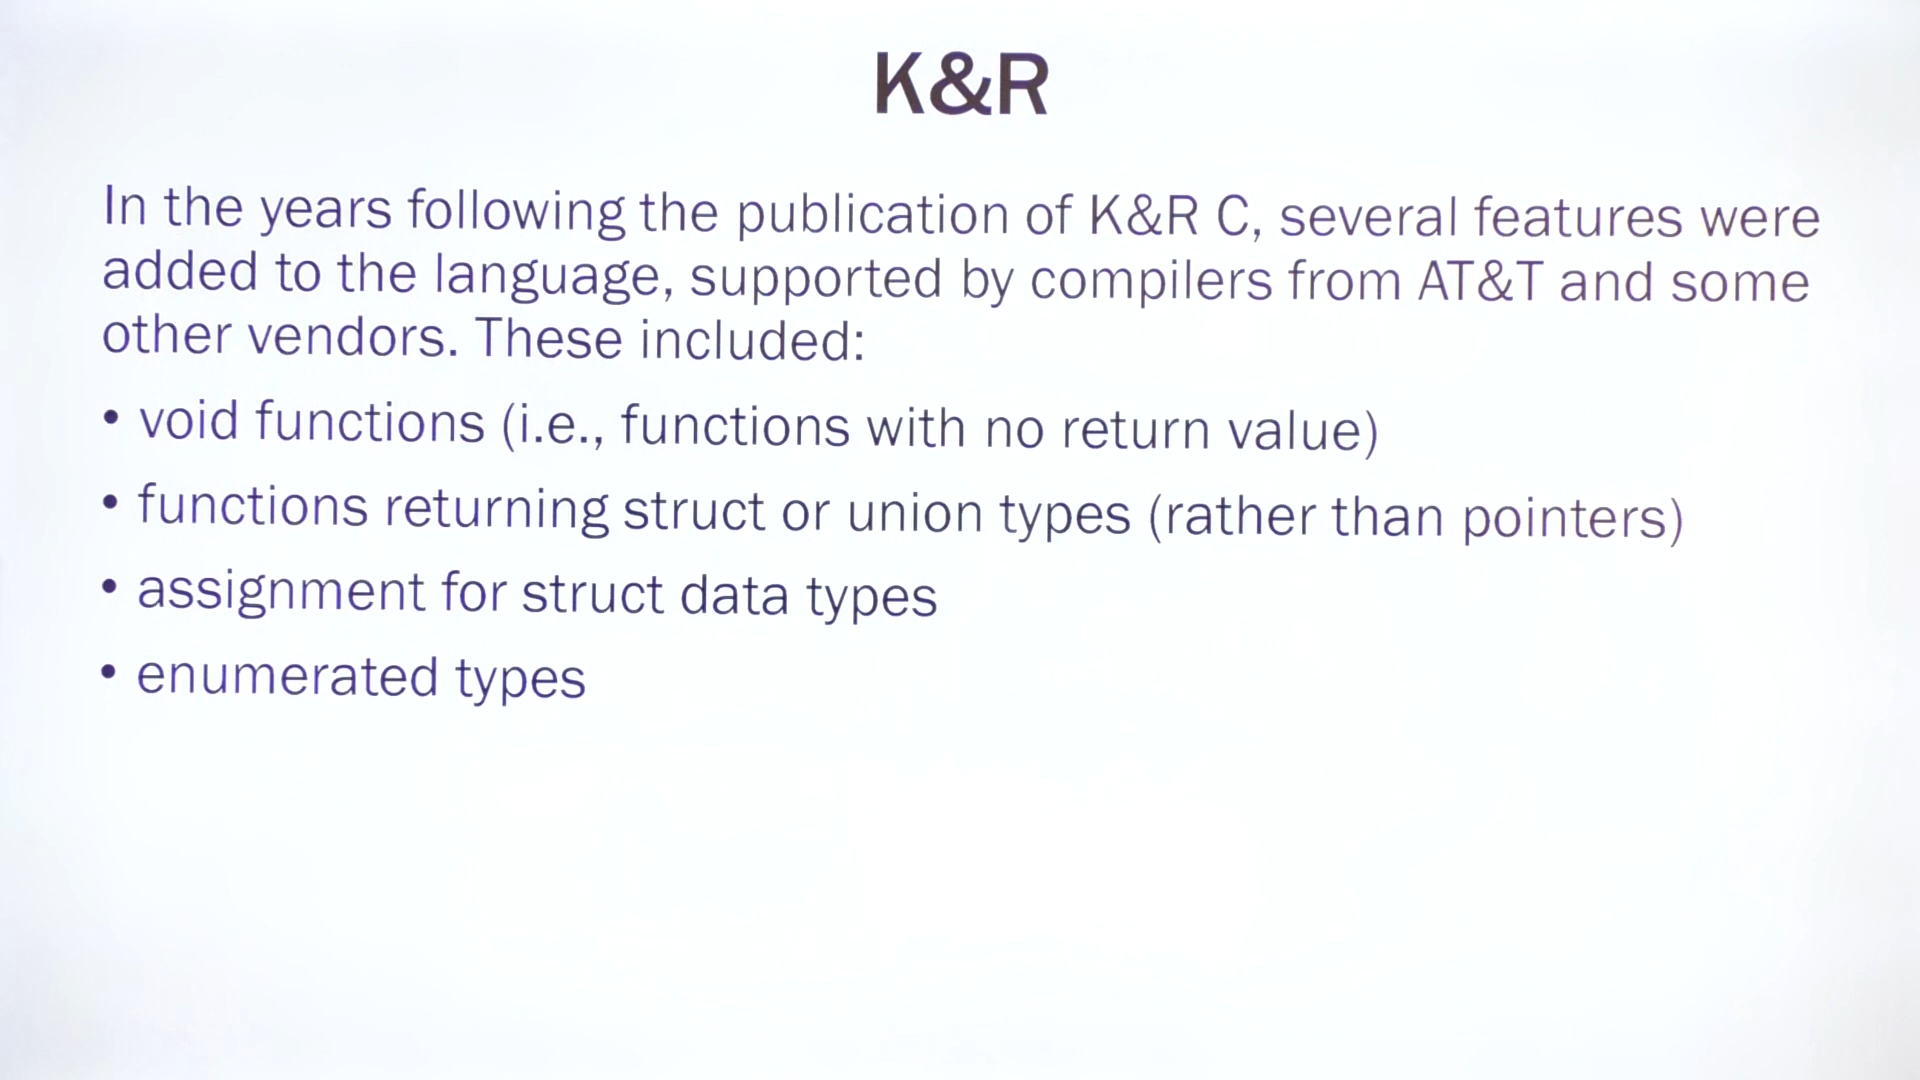 K&R
In the years following the publication of K&R C, several features were
added to the language, supported by compilers from AT&T and some
other vendors. These included:
• void functions (i.e., functions with no return value)
• functions returning struct or union types (rather than pointers)
• assignment for struct data types
• enumerated types